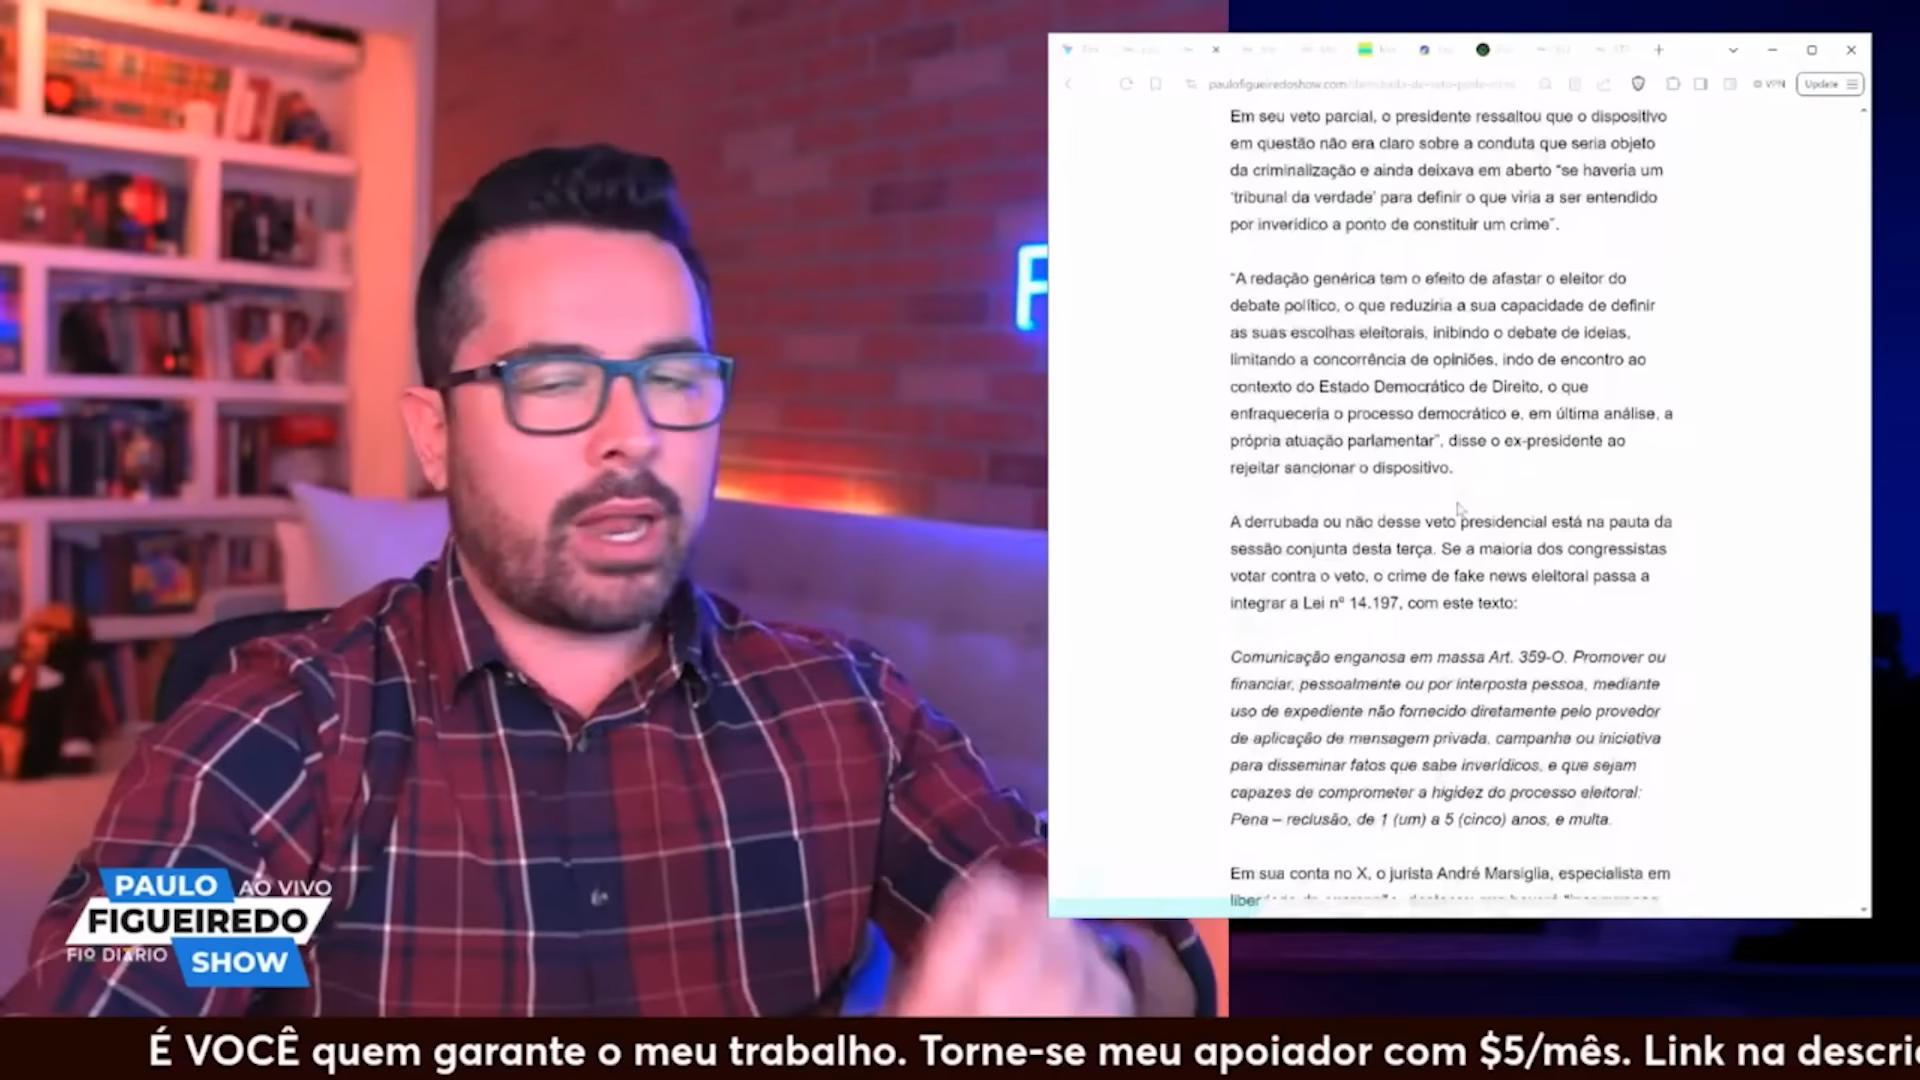 paulofigueiredoshow.com
VPN
Update
Em seu veto parcial, o presidente ressaltou que o dispositivo
em questão não era claro sobre a conduta que seria objeto
da criminalização e ainda deixava em aberto “se haveria um
‘tribunal da verdade’ para definir o que viria a ser entendido
por inverídico a ponto de constituir um crime”.
“A redação genérica tem o efeito de afastar o eleitor do
debate político, o que reduziria a sua capacidade de definir
as suas escolhas eleitorais, inibindo o debate de ideias,
limitando a concorrência de opiniões, indo de encontro ao
contexto do Estado Democrático de Direito, o que
enfraqueceria o processo democrático e, em última análise, a
própria atuação parlamentar”, disse o ex-presidente ao
rejeitar sancionar o dispositivo.
A derrubada ou não desse veto presidencial está na pauta da
sessão conjunta desta terça. Se a maioria dos congressistas
votar contra o veto, o crime de fake news eleitoral passa a
integrar a Lei nº 14.197, com este texto:
Comunicação enganosa em massa Art. 359-O. Promover ou
financiar, pessoalmente ou por interposta pessoa, mediante
uso de expediente não fornecido diretamente pelo provedor
de aplicação de mensagem privada, campanha ou iniciativa
para disseminar fatos que sabe inverídicos, e que sejam
capazes de comprometer a higidez do processo eleitoral:
Pena – reclusão, de 1 (um) a 5 (cinco) anos, e multa.
Em sua conta no X, o jurista André Marsiglia, especialista em
PAULO AO VIVO
FIGUEIREDO
FIO DIÁRIO SHOW
É VOCÊ quem garante o meu trabalho. Torne-se meu apoiador com $5/mês. Link na descri